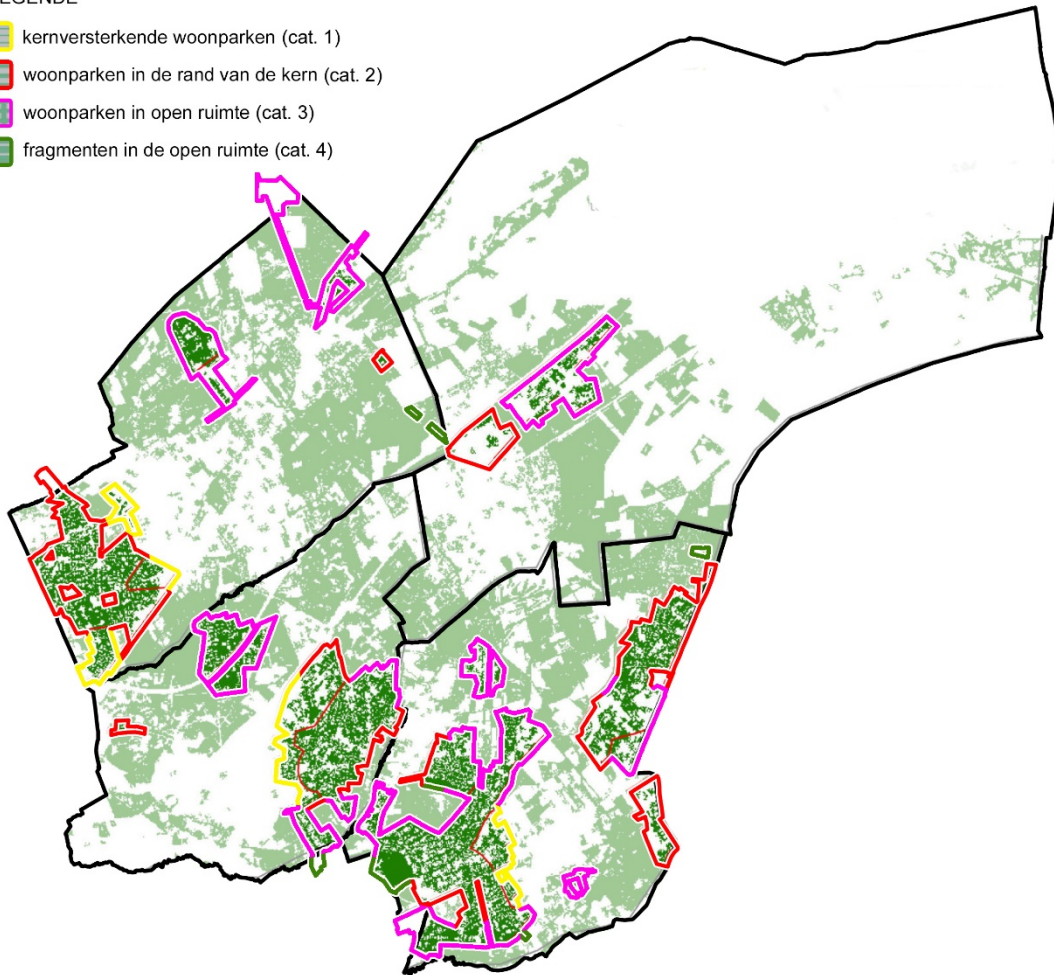 LEGENDE
kernversterkende woonparken (cat. 1)
woonparken in de rand van de kern (cat. 2)
woonparken in open ruimte (cat. 3)
fragmenten in de open ruimte (cat. 4)